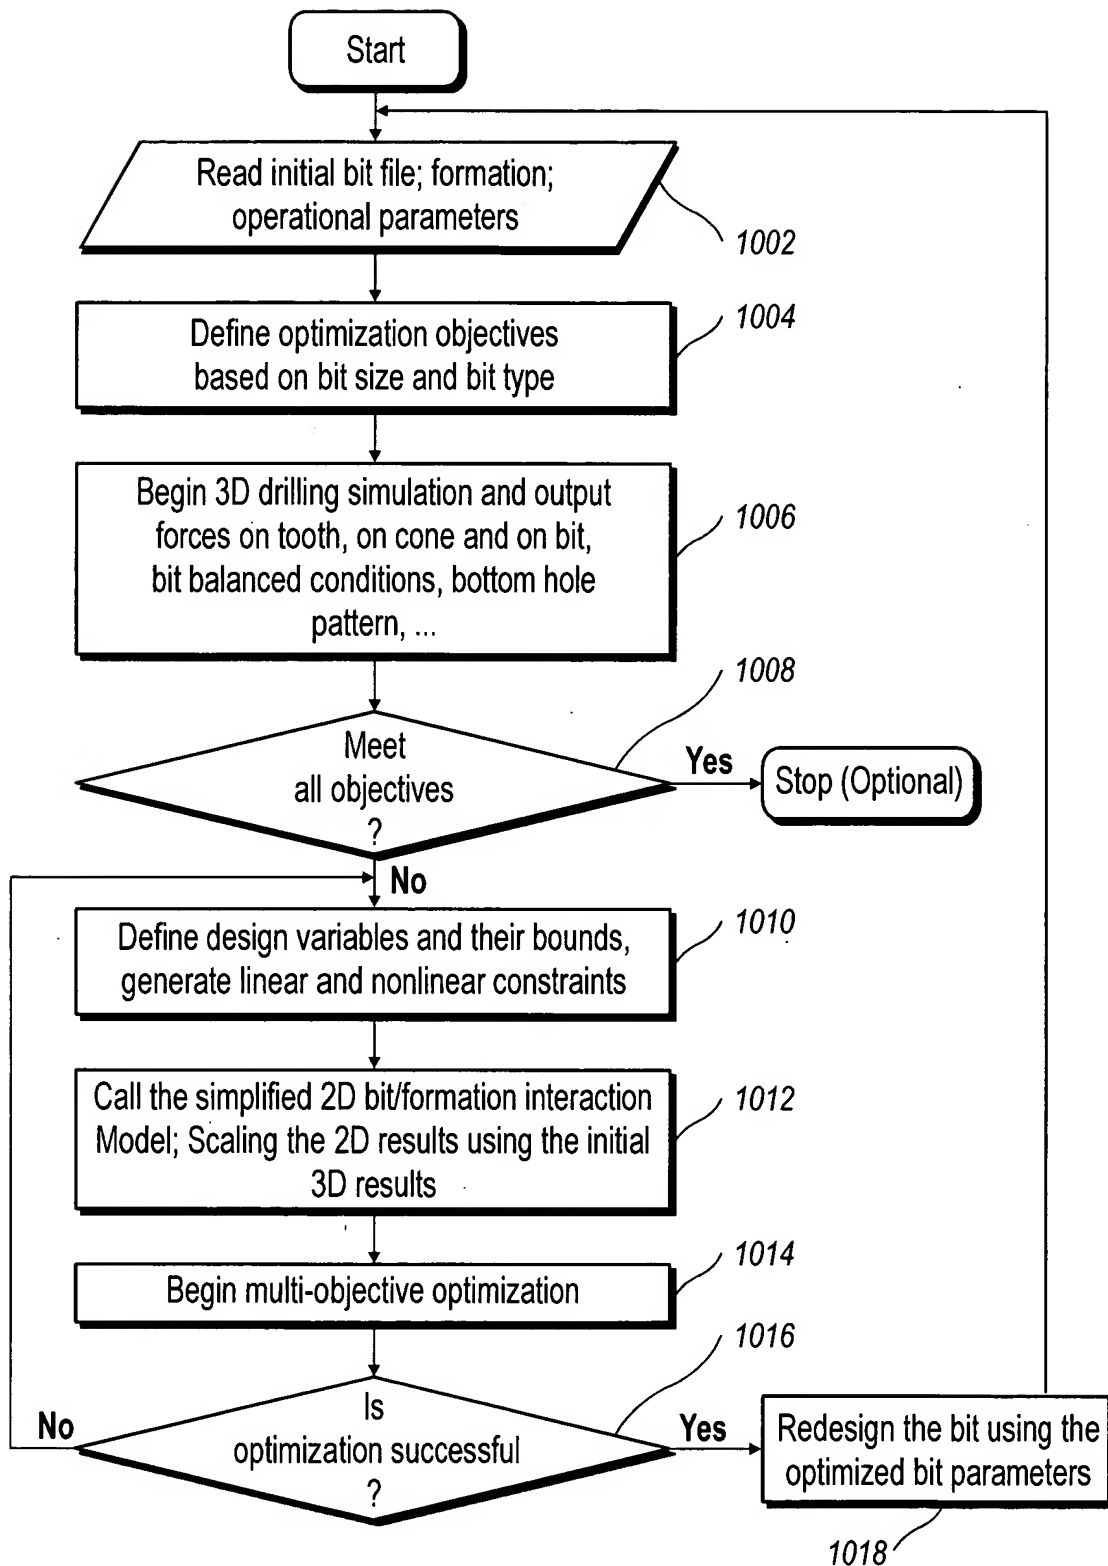 Start
Read initial bit file; formation;
operational parameters
1002
Define optimization objectives
based on bit size and bit type
1004
Begin 3D drilling simulation and output
forces on tooth, on cone and on bit,
bit balanced conditions, bottom hole
pattern, ...
1006
Meet
all objectives
?
1008
Yes
Stop (Optional)
No
Define design variables and their bounds,
generate linear and nonlinear constraints
1010
Call the simplified 2D bit/formation interaction
Model; Scaling the 2D results using the initial
3D results
1012
Begin multi-objective optimization
1014
Is
optimization successful
?
1016
No
Yes
Redesign the bit using the
optimized bit parameters
1018